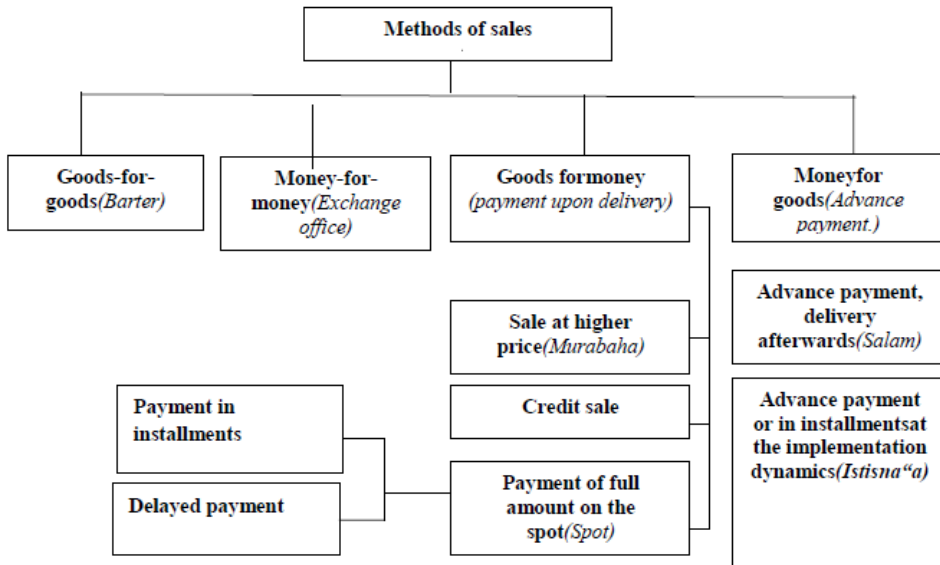 Methods of sales
.
Goods-for-
goods(Barter)
Money-for-
money(Exchange
office)
Goods formoney
(payment upon delivery)
Moneyfor
goods(Advance
payment.)
Sale at higher
price(Murabaha)
Advance payment,
delivery
afterwards(Salam)
Payment in
installments
Credit sale
Advance payment
or in installmentsat
the implementation
dynamics(Istisna“a)
Delayed payment
Payment of full
amount on the
spot(Spot)